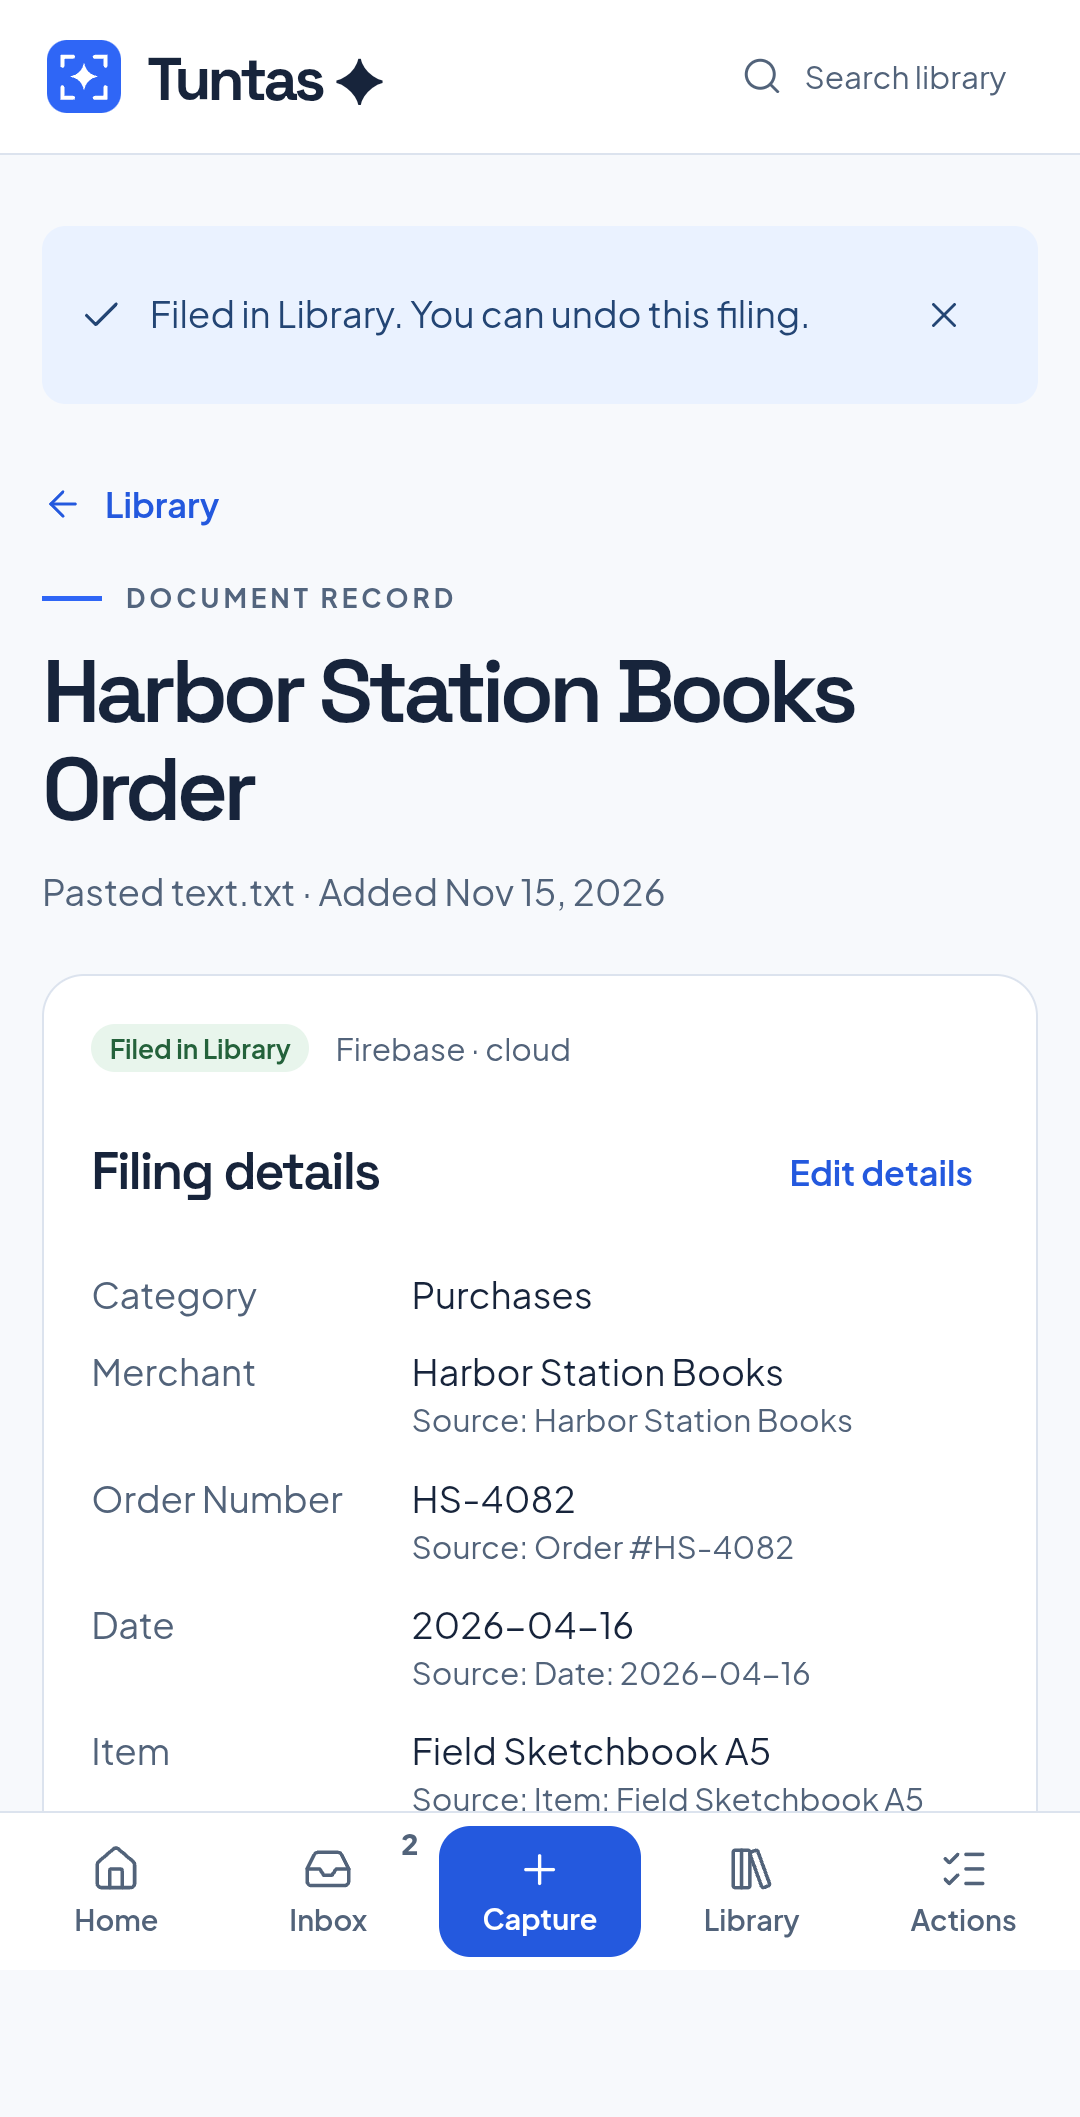 Tuntas
Search library
Filed in Library. You can undo this filing.
Library
DOCUMENT RECORD
Harbor Station Books
Order
Pasted text.txt · Added Nov 15, 2026
Filed in Library
Firebase · cloud
Filing details
Edit details
Category
Purchases
Merchant
Harbor Station Books
Source: Harbor Station Books
Order Number
HS-4082
Source: Order #HS-4082
Date
2026-04-16
Source: Date: 2026-04-16
Item
Field Sketchbook A5
Source: Item: Field Sketchbook A5
Home
Inbox
2
Capture
Library
Actions